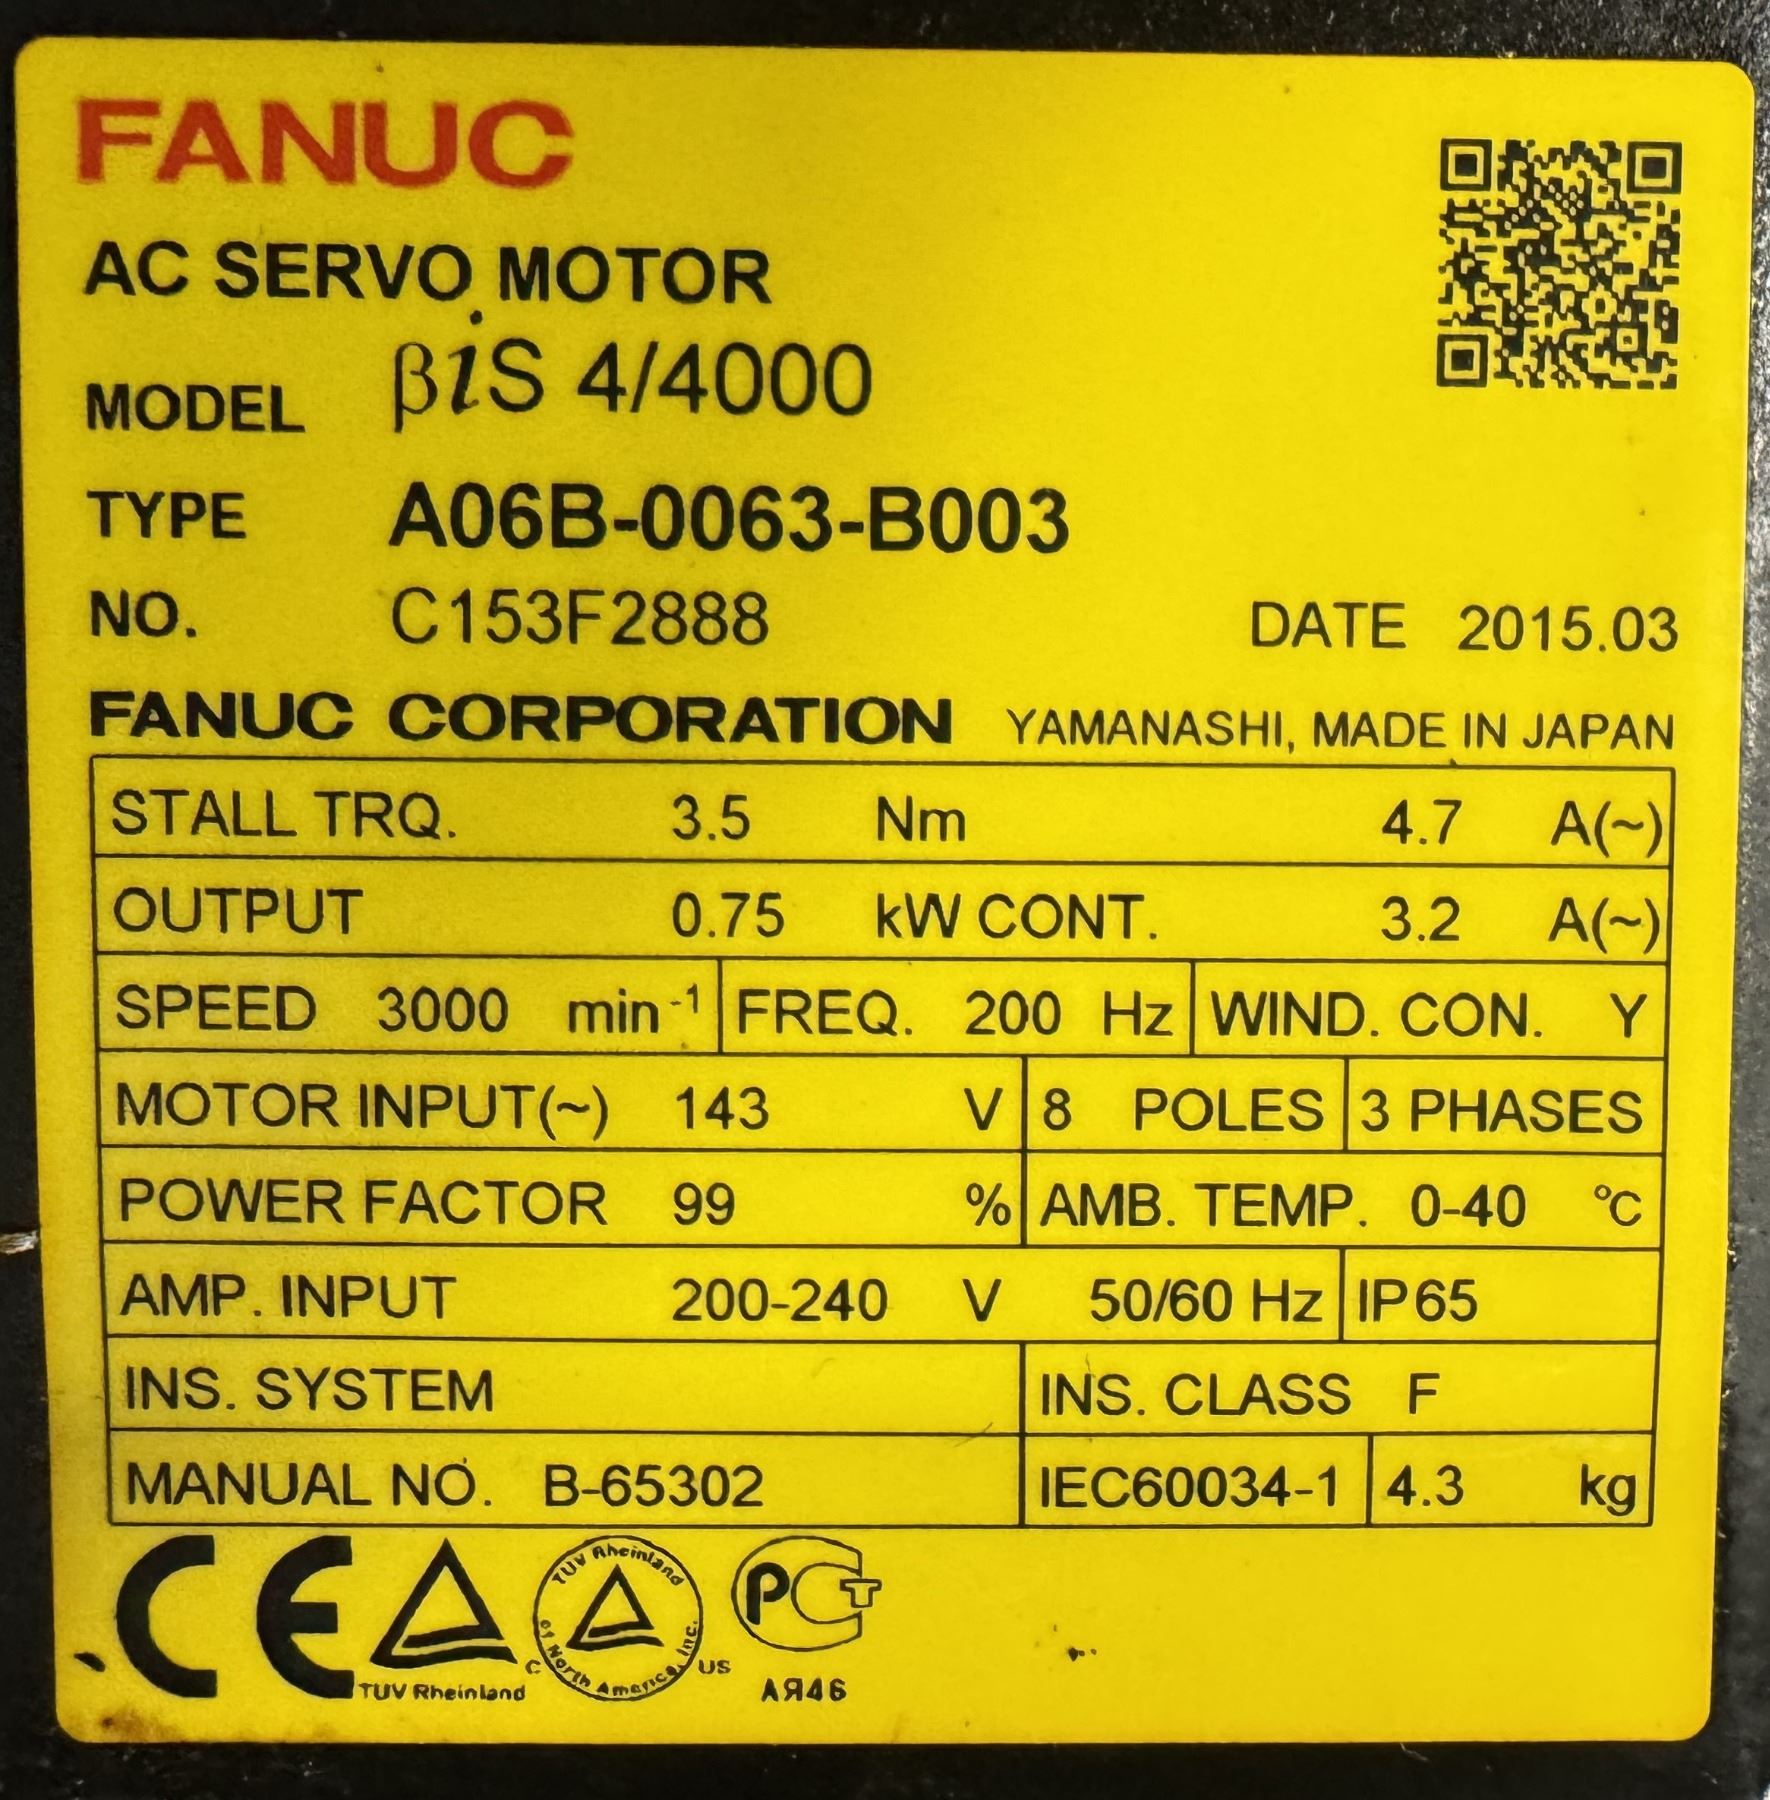 FANUC
AC SERVO MOTOR
MODEL βiS 4/4000
TYPE A06B-0063-B003
NO. C153F2888 DATE 2015.03
FANUC CORPORATION YAMANASHI, MADE IN JAPAN
STALL TRQ. 3.5 Nm 4.7 A(~)
OUTPUT 0.75 kW CONT. 3.2 A(~)
SPEED 3000 min-1 FREQ. 200 Hz WIND. CON. Y
MOTOR INPUT(~) 143 V 8 POLES 3 PHASES
POWER FACTOR 99 % AMB. TEMP. 0-40 °C
AMP. INPUT 200-240 V 50/60 Hz IP65
INS. SYSTEM INS. CLASS F
MANUAL NO. B-65302 IEC60034-1 4.3 kg
CE TUV Rheinland
TUV Rheinland of North America, Inc.
C US
РСТ
АЯ46